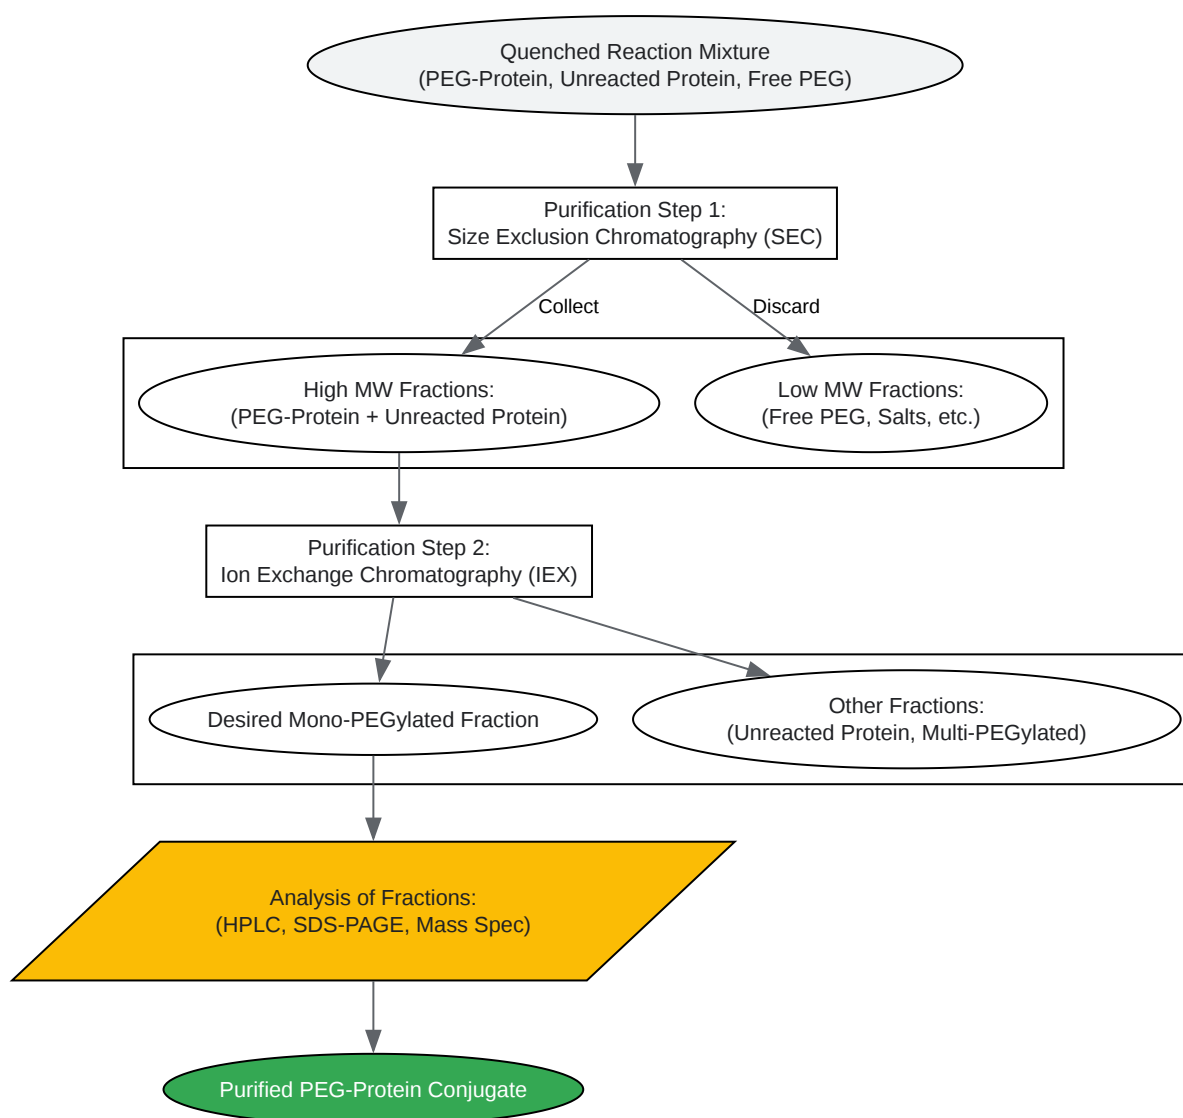 Quenched Reaction Mixture
(PEG-Protein, Unreacted Protein, Free PEG)
Purification Step 1:
Size Exclusion Chromatography (SEC)
Collect
Discard
High MW Fractions:
(PEG-Protein + Unreacted Protein)
Low MW Fractions:
(Free PEG, Salts, etc.)
Purification Step 2:
Ion Exchange Chromatography (IEX)
Desired Mono-PEGylated Fraction
Other Fractions:
(Unreacted Protein, Multi-PEGylated)
Analysis of Fractions:
(HPLC, SDS-PAGE, Mass Spec)
Purified PEG-Protein Conjugate